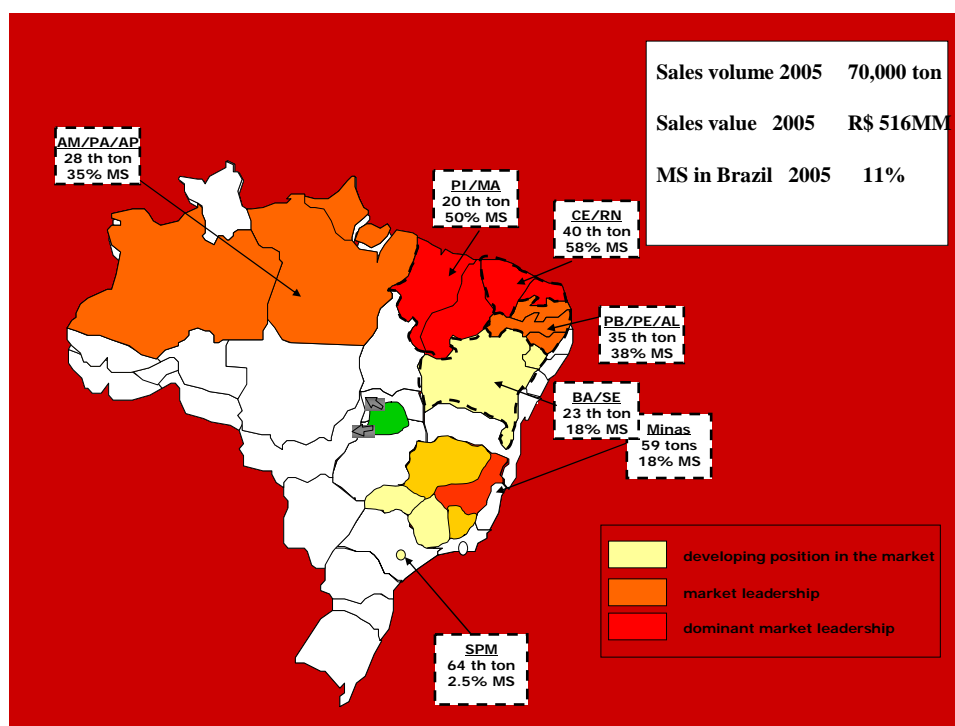 Sales volume 2005 70,000 ton
Sales value 2005 R$ 516MM
MS in Brazil 2005 11%
AM/PA/AP
28 th ton
35% MS
PI/MA
20 th ton
50% MS
CE/RN
40 th ton
58% MS
PB/PE/AL
35 th ton
38% MS
BA/SE
23 th ton
18% MS
Minas
59 tons
18% MS
developing position in the market
market leadership
dominant market leadership
SPM
64 th ton
2.5% MS